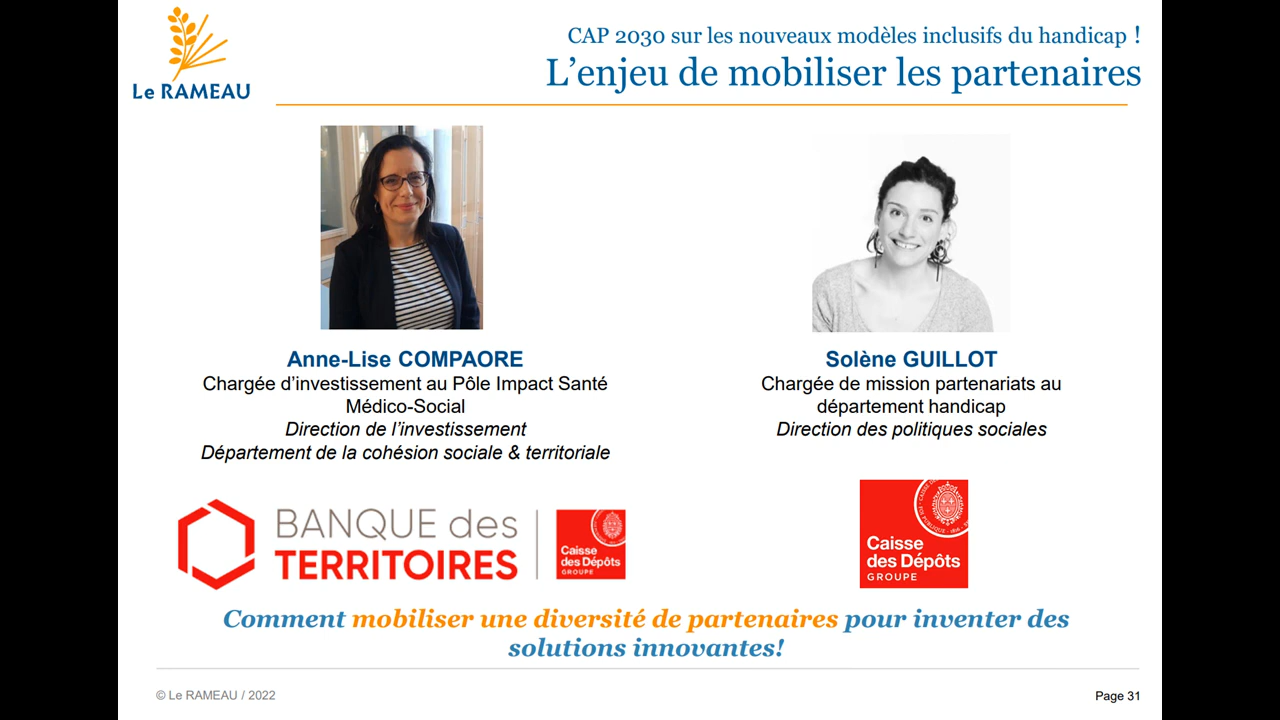 CAP 2030 sur les nouveaux modèles inclusifs du handicap !
Le RAMEAU
L'enjeu de mobiliser les partenaires
Anne-Lise COMPAORE
Chargée d'investissement au Pôle Impact Santé
Médico-Social
Direction de l'investissement
Département de la cohésion sociale & territoriale
Solène GUILLOT
Chargée de mission partenariats au
département handicap
Direction des politiques sociales
BANQUE des
TERRITOIRES
Caisse
des Dépôts
GROUPE
Caisse
des Dépôts
GROUPE
Comment mobiliser une diversité de partenaires pour inventer des
solutions innovantes!
© Le RAMEAU / 2022
Page 31